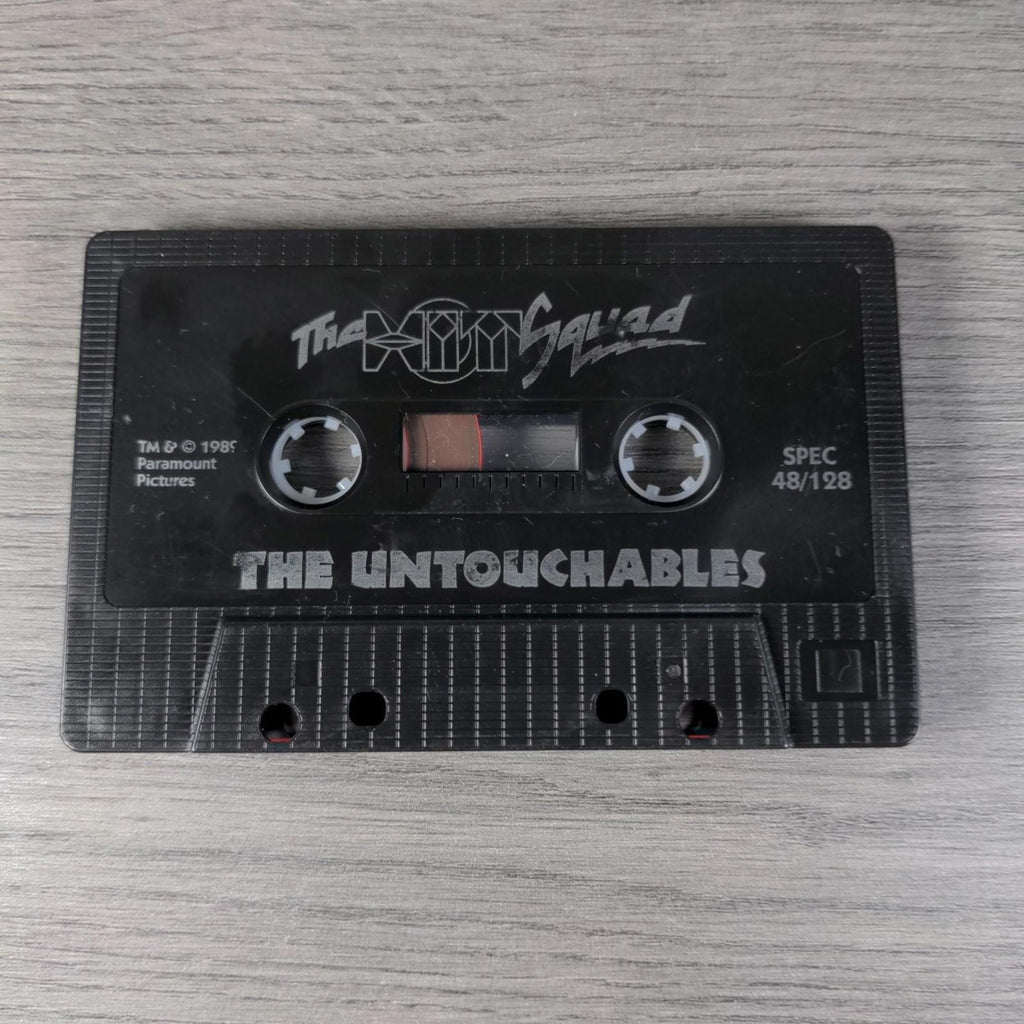 The HIT Squad
TM & © 1989
Paramount
Pictures
SPEC
48/128
THE UNTOUCHABLES